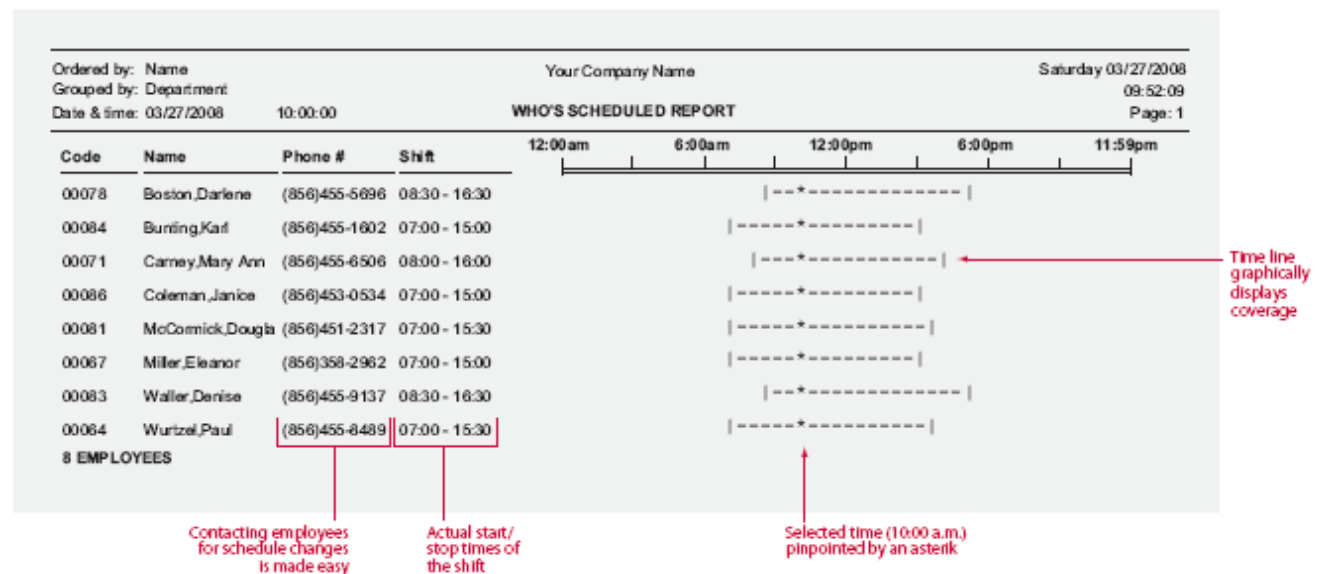 Ordered by: Name Your Company Name Saturday 03/27/2008
Grouped by: Department 09:52:09
Date & time: 03/27/2008 10:00:00 WHO'S SCHEDULED REPORT Page: 1
12:00am 6:00am 12:00pm 6:00pm 11:59pm
Code Name Phone # Shift
00078 Boston,Darlene (856)455-5696 08:30 - 16:30 |--*--------------|
00084 Bunting,Karl (856)455-1602 07:00 - 15:00 |-----*--------|
00071 Carney,Mary Ann (856)455-6506 08:00 - 16:00 |---*----------|
00086 Coleman,Janice (856)453-0534 07:00 - 15:00 |-----*--------|
00081 McCormick,Dougla (856)451-2317 07:00 - 15:30 |-----*---------|
00067 Miller,Eleanor (856)358-2962 07:00 - 15:00 |-----*--------|
00083 Waller,Denise (856)455-9137 08:30 - 16:30 |--*--------------|
00064 Wurtzel,Paul (856)455-8489 07:00 - 15:30 |-----*---------|
8 EMPLOYEES
Time line
graphically
displays
coverage
Contacting employees
for schedule changes
is made easy
Actual start/
stop times of
the shift
Selected time (10:00 a.m.)
pinpointed by an asterik